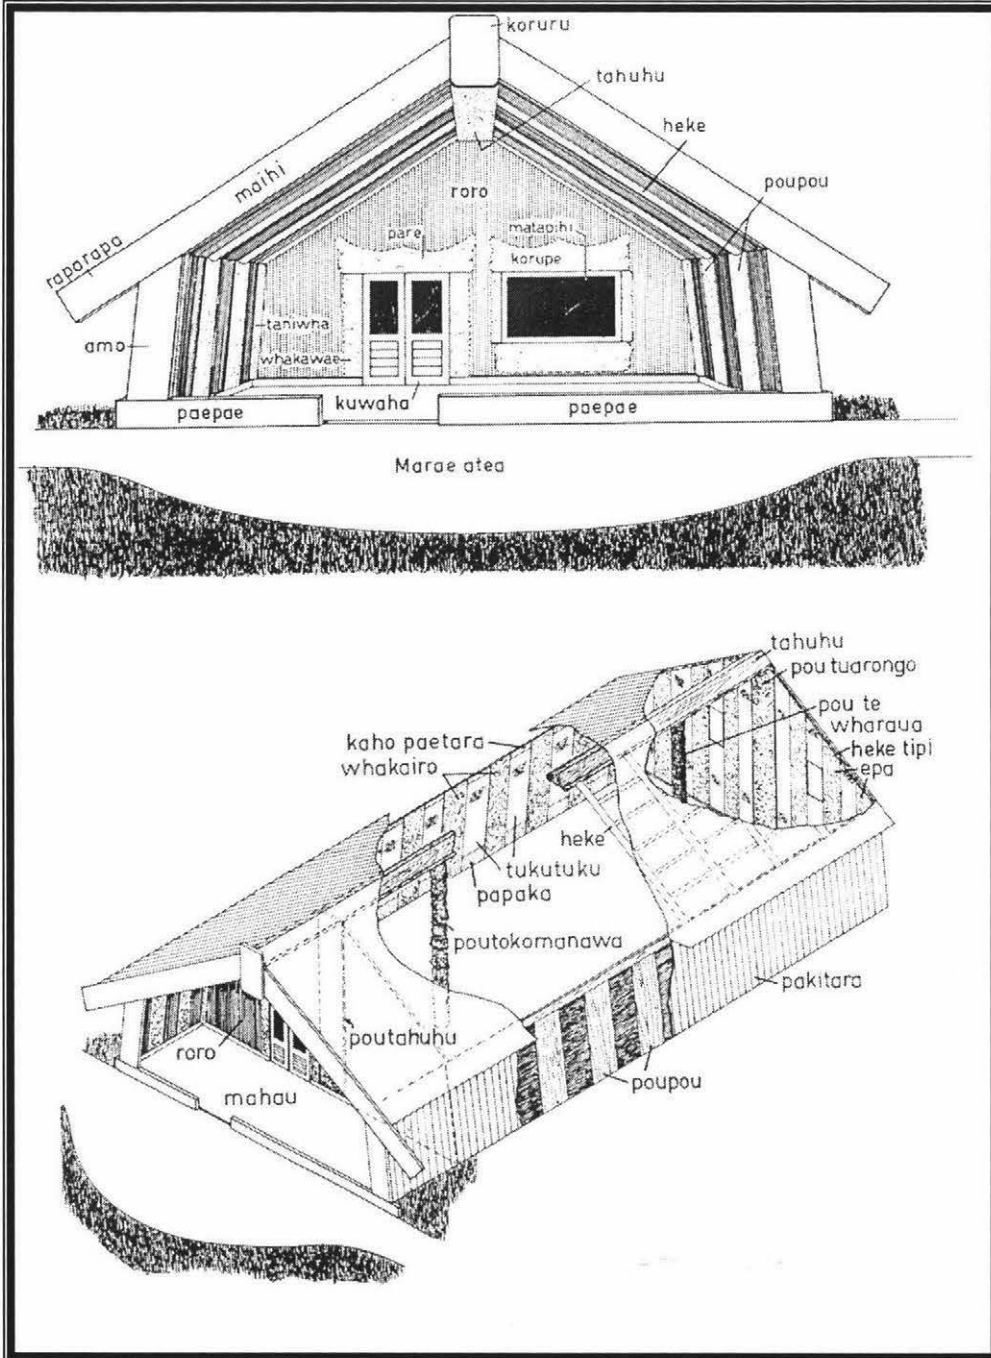 koruru
tahuhu
heke
poupou
maihi
roro
pare
matapihi
korupe
raparapa
taniwha
amo
whakawae
kuwaha
paepae
paepae
Marae atea
tahuhu
pou tuarongo
pou te
wharaua
heke tipi
epa
kaho paetara
whakairo
heke
tukutuku
papaka
poutokomanawa
pakitara
poutahuhu
roro
poupou
mahau